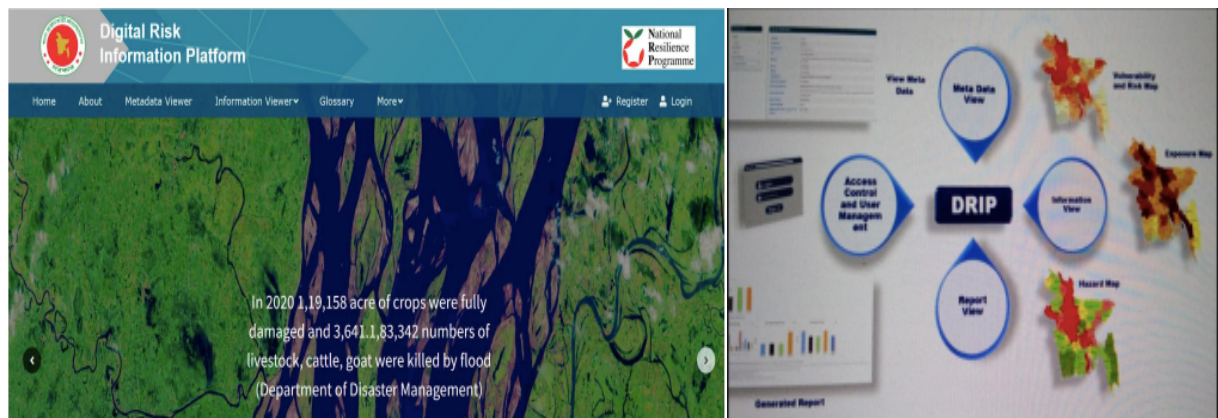 Digital Risk
Information Platform
National
Resilience
Programme
Home About Metadata Viewer Information Viewer Glossary More Register Login
In 2020 1,19,158 acre of crops were fully
damaged and 3,641.1,83,342 numbers of
livestock, cattle, goat were killed by flood
(Department of Disaster Management)
View Meta
Data
Meta Data
View
Vulnerability
and Risk Map
Exposure Map
Access
Control
and User
Managem
ent
DRIP
Information
View
Report
View
Hazard Map
Generated Report